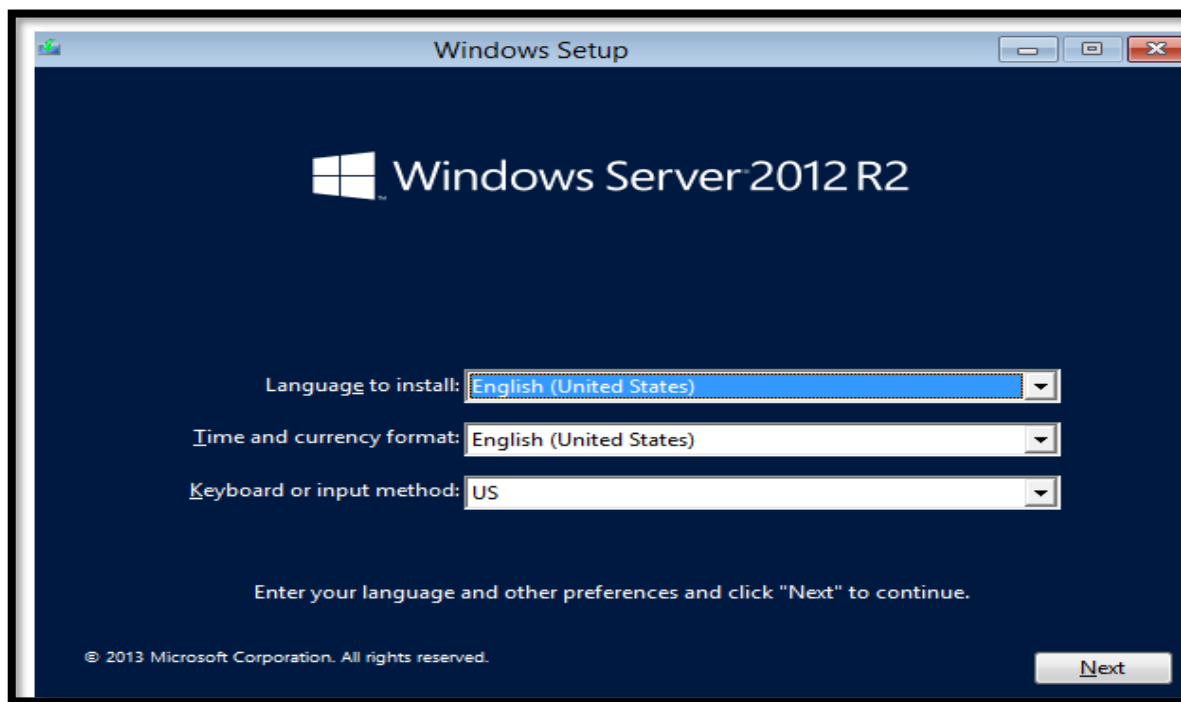 Windows Setup
Windows Server 2012 R2
Language to install: English (United States)
Time and currency format: English (United States)
Keyboard or input method: US
Enter your language and other preferences and click "Next" to continue.
© 2013 Microsoft Corporation. All rights reserved.
Next